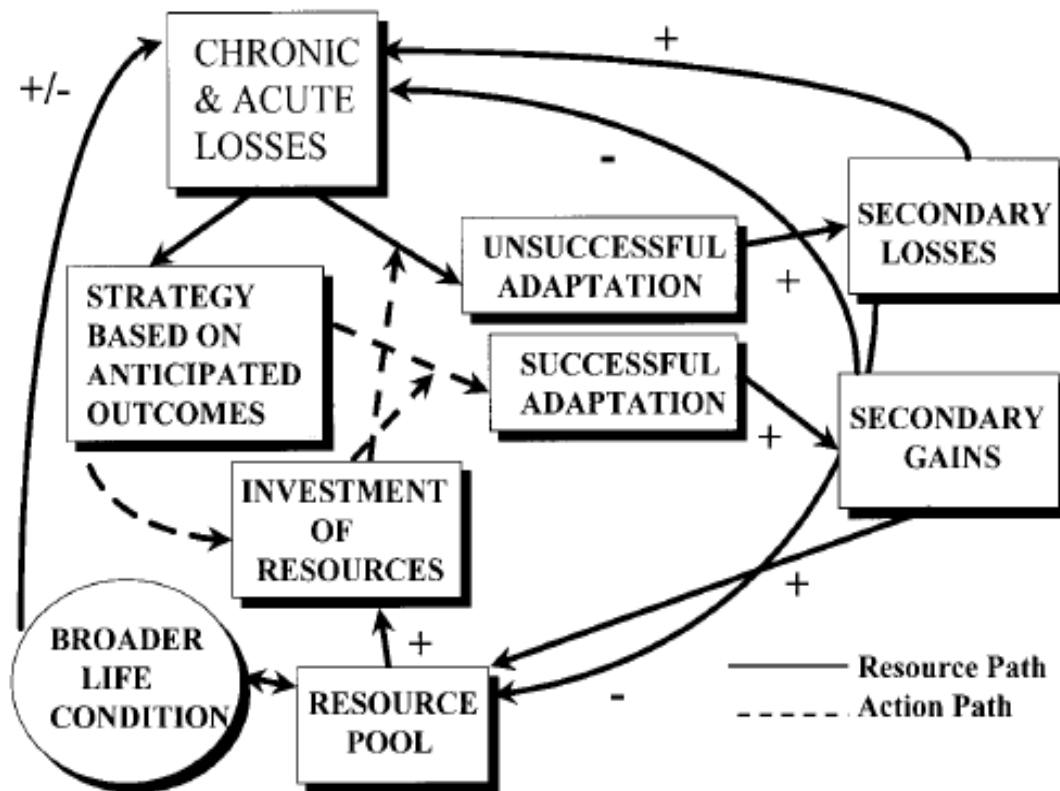 CHRONIC
& ACUTE
LOSSES
+/-
+
-
SECONDARY
LOSSES
UNSUCCESSFUL
ADAPTATION
+
STRATEGY
BASED ON
ANTICIPATED
OUTCOMES
SUCCESSFUL
ADAPTATION
+
SECONDARY
GAINS
INVESTMENT
OF
RESOURCES
+
+
BROADER
LIFE
CONDITION
RESOURCE
POOL
-
Resource Path
Action Path